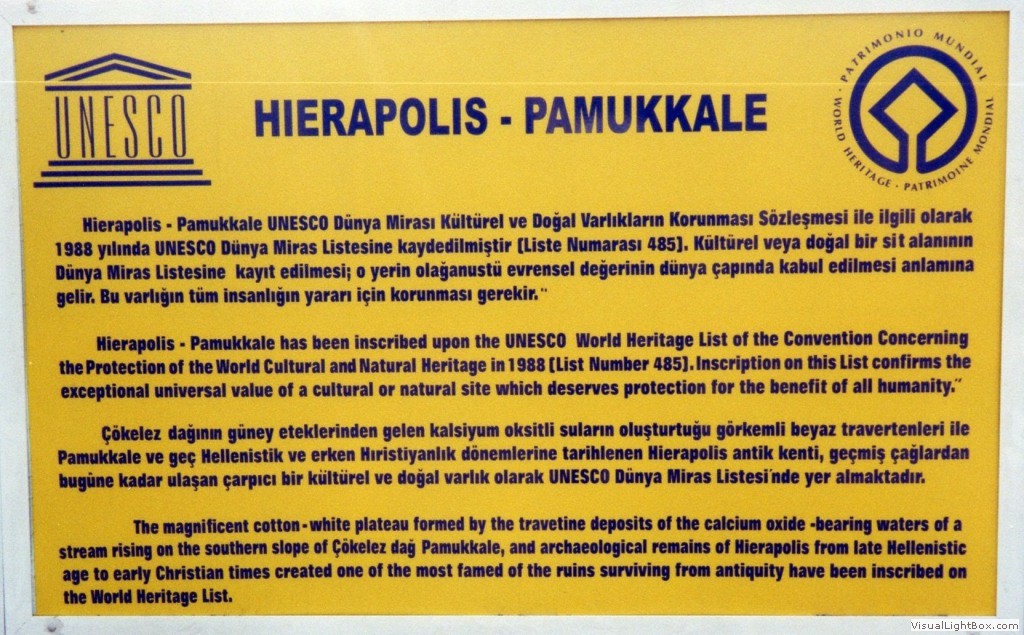 UNESCO
HIERAPOLIS - PAMUKKALE
PATRIMONIO MUNDIAL · WORLD HERITAGE · PATRIMOINE MONDIAL ·
Hierapolis - Pamukkale UNESCO Dünya Mirası Kültürel ve Doğal Varlıkların Korunması Sözleşmesi ile ilgili olarak
1988 yılında UNESCO Dünya Miras Listesine kaydedilmiştir [Liste Numarası 485]. Kültürel veya doğal bir sit alanının
Dünya Miras Listesine kayıt edilmesi; o yerin olağanustü evrensel değerinin dünya çapında kabul edilmesi anlamına
gelir. Bu varlığın tüm insanlığın yararı için korunması gerekir."
Hierapolis - Pamukkale has been inscribed upon the UNESCO World Heritage List of the Convention Concerning
the Protection of the World Cultural and Natural Heritage in 1988 [List Number 485]. Inscription on this List confirms the
exceptional universal value of a cultural or natural site which deserves protection for the benefit of all humanity."
Çökelez dağının güney eteklerinden gelen kalsiyum oksitli suların oluşturtuğu görkemli beyaz travertenleri ile
Pamukkale ve geç Hellenistik ve erken Hıristiyanlık dönemlerine tarihlenen Hierapolis antik kenti, geçmiş çağlardan
bugüne kadar ulaşan çarpıcı bir kültürel ve doğal varlık olarak UNESCO Dünya Miras Listesi'nde yer almaktadır.
The magnificent cotton-white plateau formed by the travetine deposits of the calcium oxide -bearing waters of a
stream rising on the southern slope of Çökelez dağ Pamukkale, and archaeological remains of Hierapolis from late Hellenistic
age to early Christian times created one of the most famed of the ruins surviving from antiquity have been inscribed on
the World Heritage List.
VisualLightBox.com